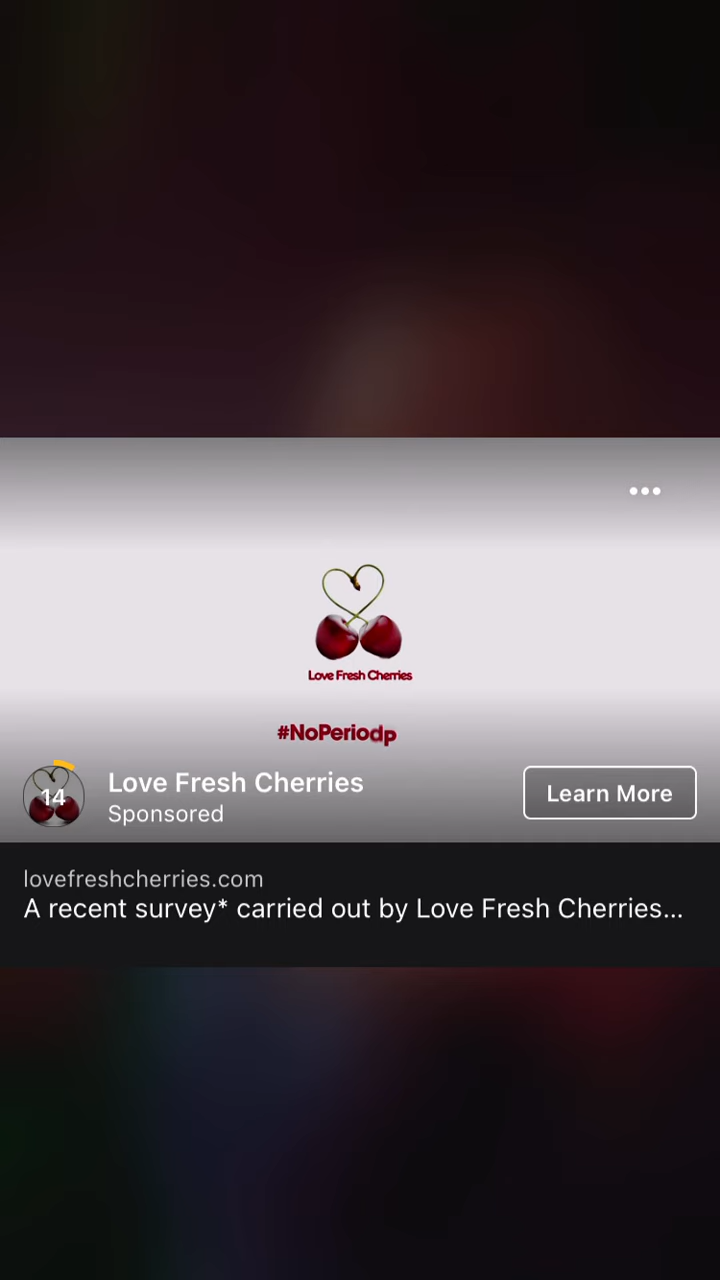 Love Fresh Cherries
#NoPeriodp
14
Love Fresh Cherries
Sponsored
Learn More
lovefreshcherries.com
A recent survey* carried out by Love Fresh Cherries...